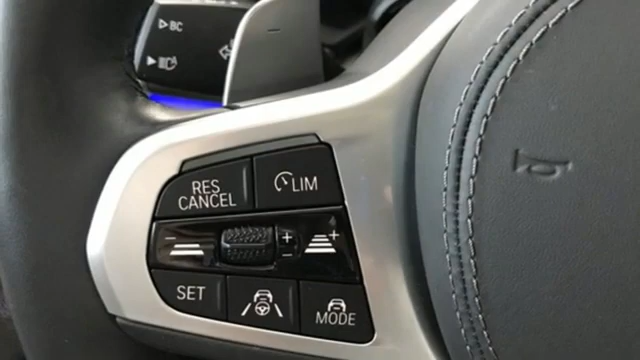 BC
A
RES
CANCEL
LIM
- + +
-
SET
MODE